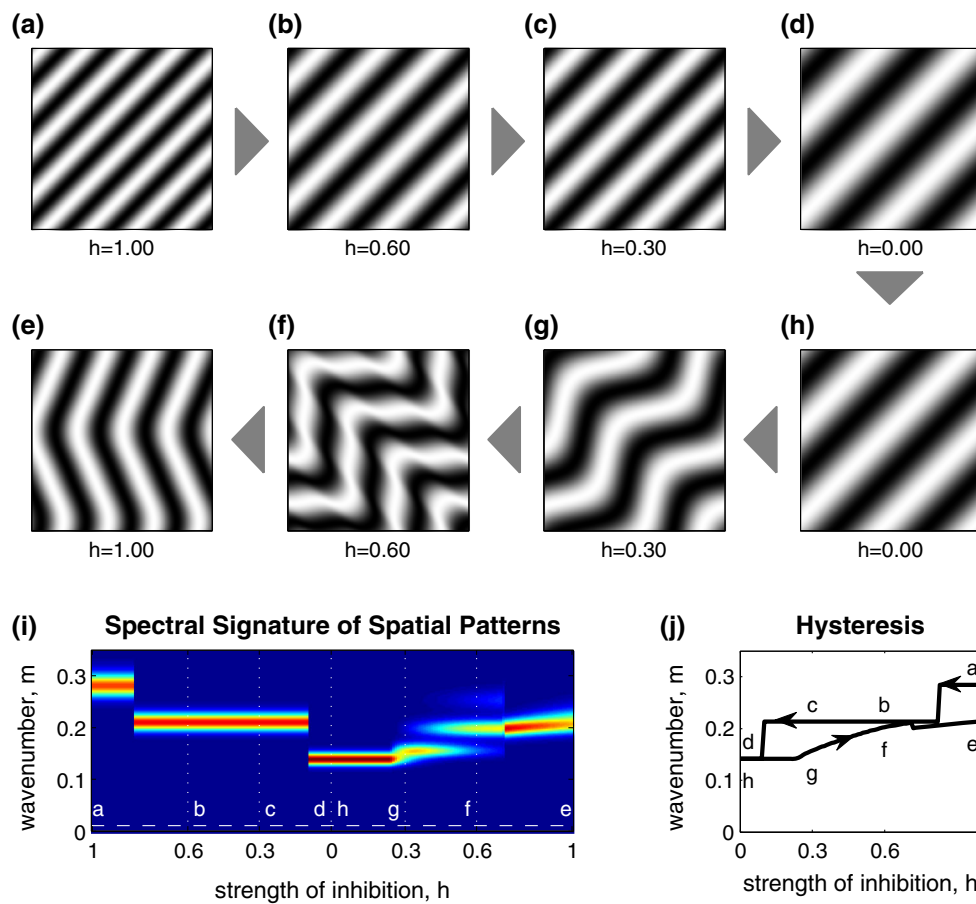 (a) (b) (c) (d)
h=1.00 h=0.60 h=0.30 h=0.00
(e) (f) (g) (h)
h=1.00 h=0.60 h=0.30 h=0.00
(i) Spectral Signature of Spatial Patterns
wavenumber, m
0.3
0.2
0.1
0
a b c d h g f e
1 0.6 0.3 0 0.3 0.6 1
strength of inhibition, h
(j) Hysteresis
wavenumber, m
0.3
0.2
0.1
0
a
c b
d
f e
h g
0 0.3 0.6
strength of inhibition, h